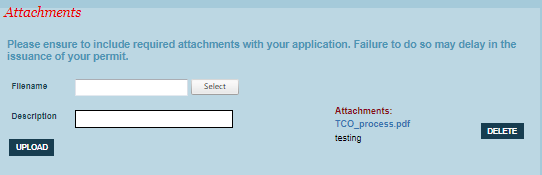 Attachments
Please ensure to include required attachments with your application. Failure to do so may delay in the
issuance of your permit.
Filename
Select
Description
Attachments:
TCO_process.pdf
testing
DELETE
UPLOAD